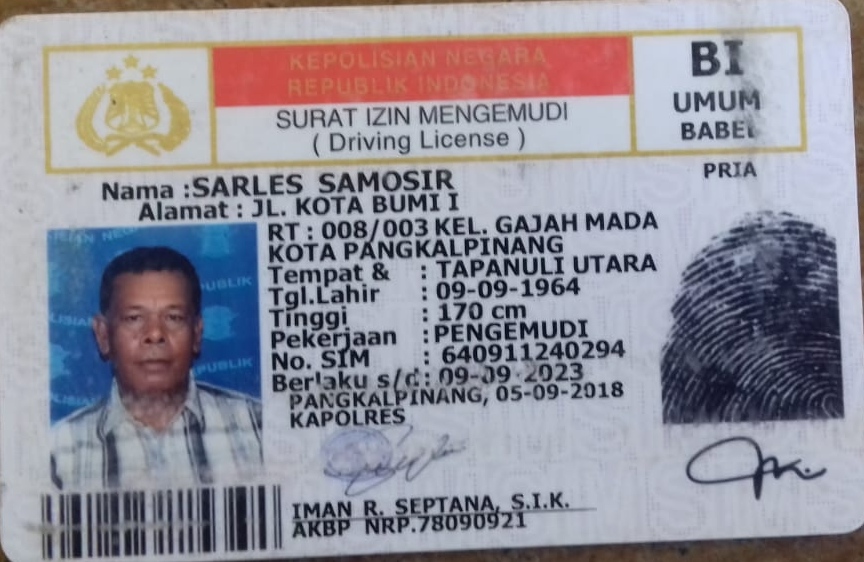 KEPOLISIAN NEGARA
REPUBLIK INDONESIA
SURAT IZIN MENGEMUDI
( Driving License )
BI
UMUM
BABEL
PRIA
Nama :SARLES SAMOSIR
Alamat : JL. KOTA BUMI I
RT : 008/003 KEL. GAJAH MADA
KOTA PANGKALPINANG
Tempat & : TAPANULI UTARA
Tgl.Lahir : 09-09-1964
Tinggi : 170 cm
Pekerjaan :PENGEMUDI
No. SIM : 640911240294
Berlaku s/d: 09-09-2023
PANGKALPINANG, 05-09-2018
KAPOLRES
IMAN R. SEPTANA, S.I.K.
AKBP NRP.78090921